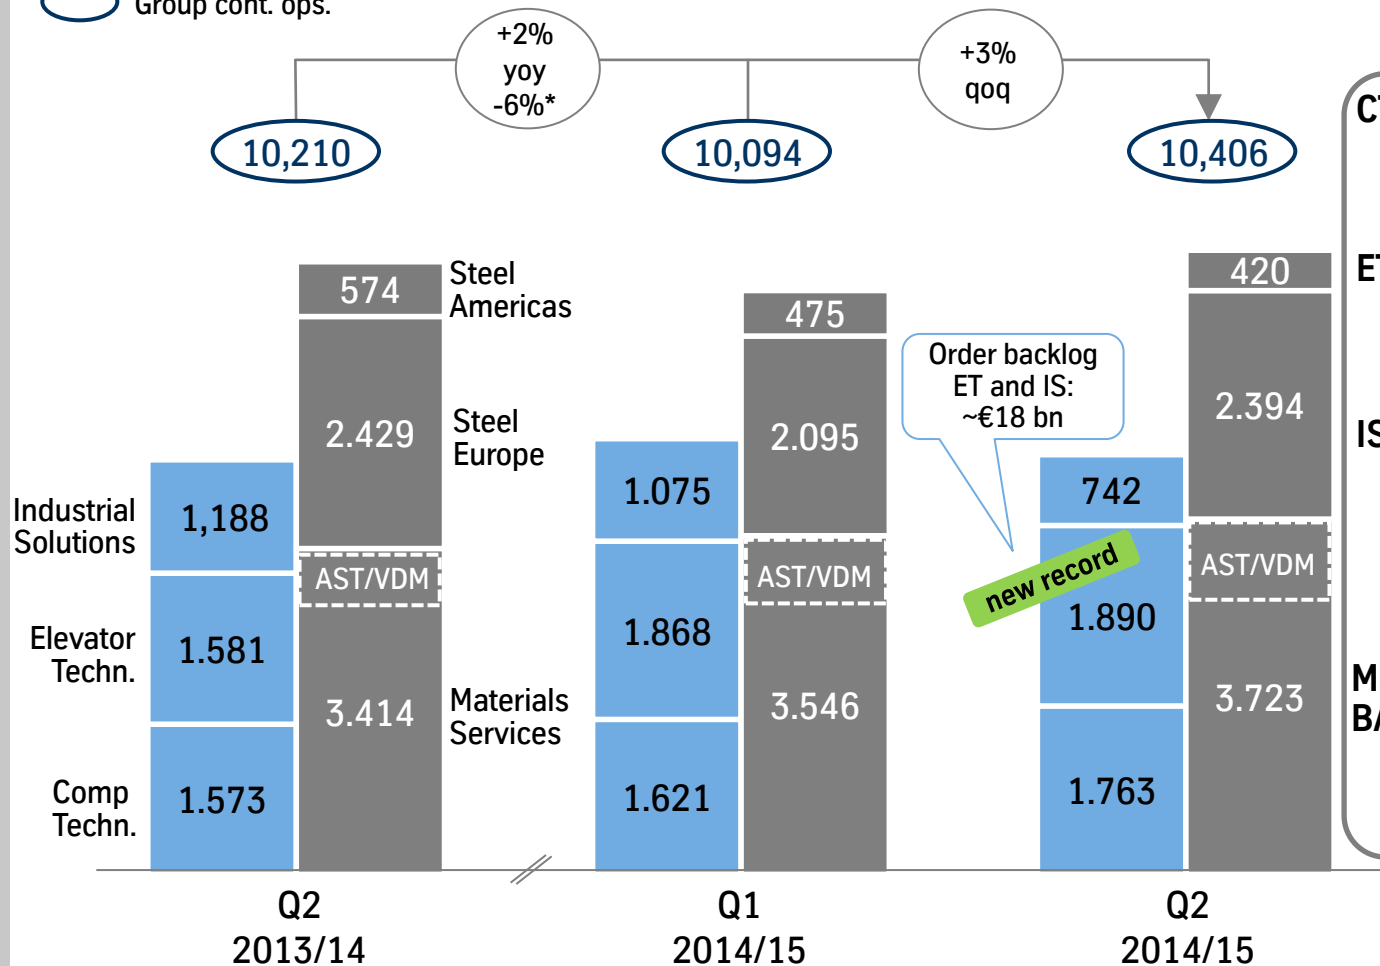 Group cont. ops.
+2%
yoy
-6%*
+3%
qoq
10,210
10,094
10,406
574
Steel
Americas
2.429
Steel
Europe
Industrial
Solutions
1,188
AST/VDM
Elevator
Techn.
1.581
3.414
Materials
Services
Comp
Techn.
1.573
475
2.095
1.075
AST/VDM
1.868
3.546
1.621
Order backlog
ET and IS:
~€18 bn
new record
420
2.394
742
AST/VDM
1.890
3.723
1.763
Q2
2013/14
Q1
2014/15
Q2
2014/15